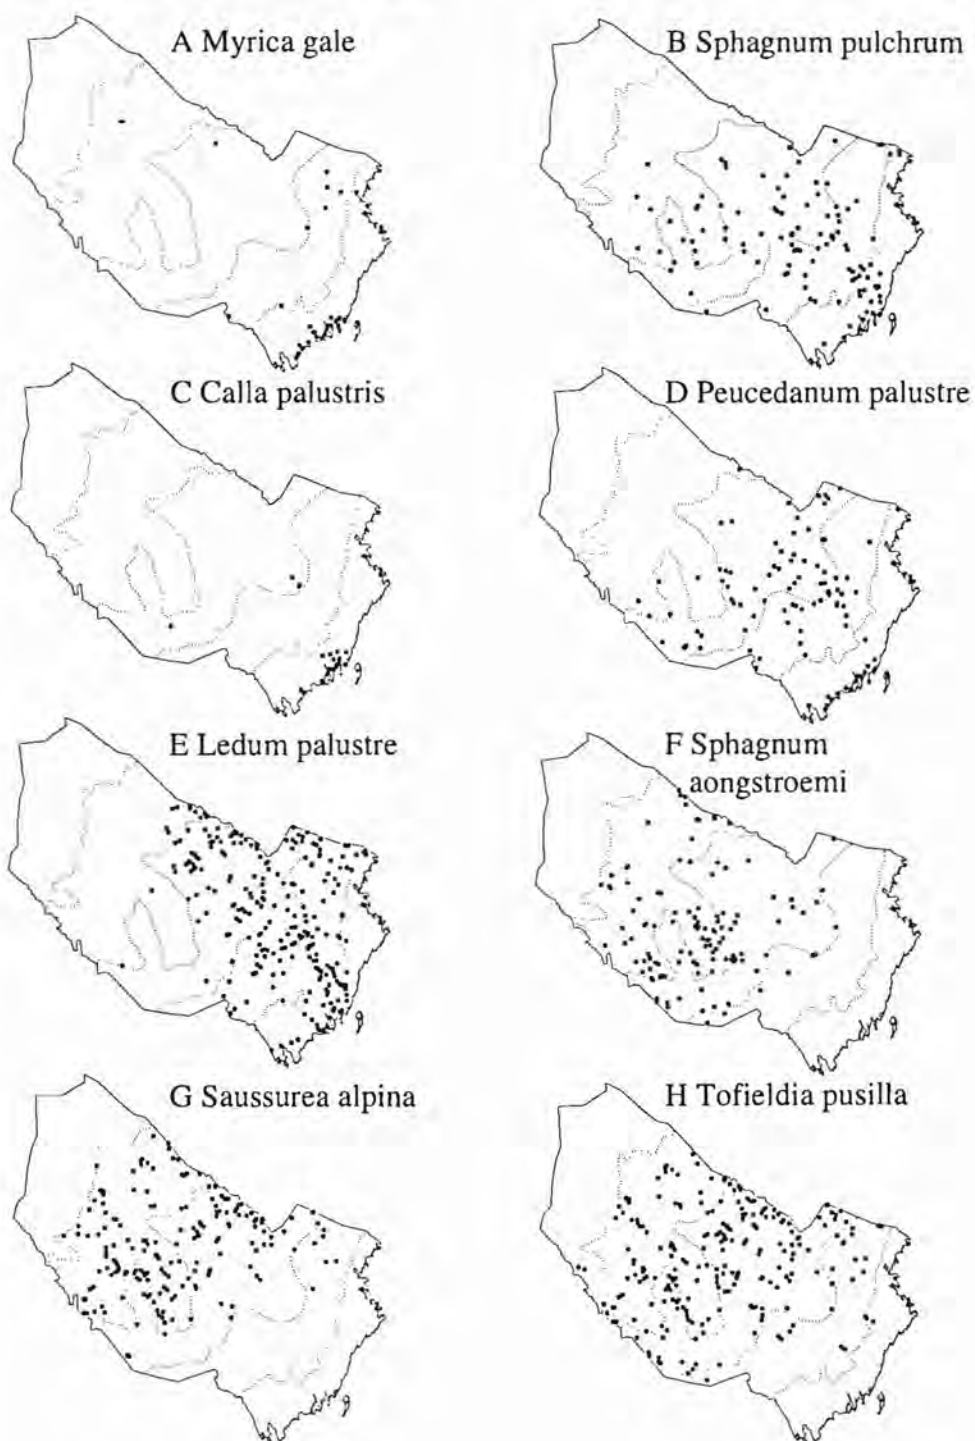 A Myrica gale
B Sphagnum pulchrum
C Calla palustris
D Peucedanum palustre
E Ledum palustre
F Sphagnum
aongstroemi
G Saussurea alpina
H Tofieldia pusilla